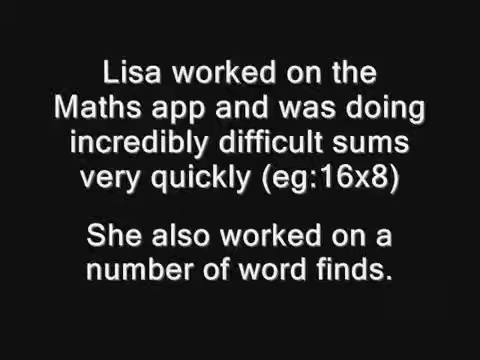 Lisa worked on the
Maths app and was doing
incredibly difficult sums
very quickly (eg:16x8)
She also worked on a
number of word finds.